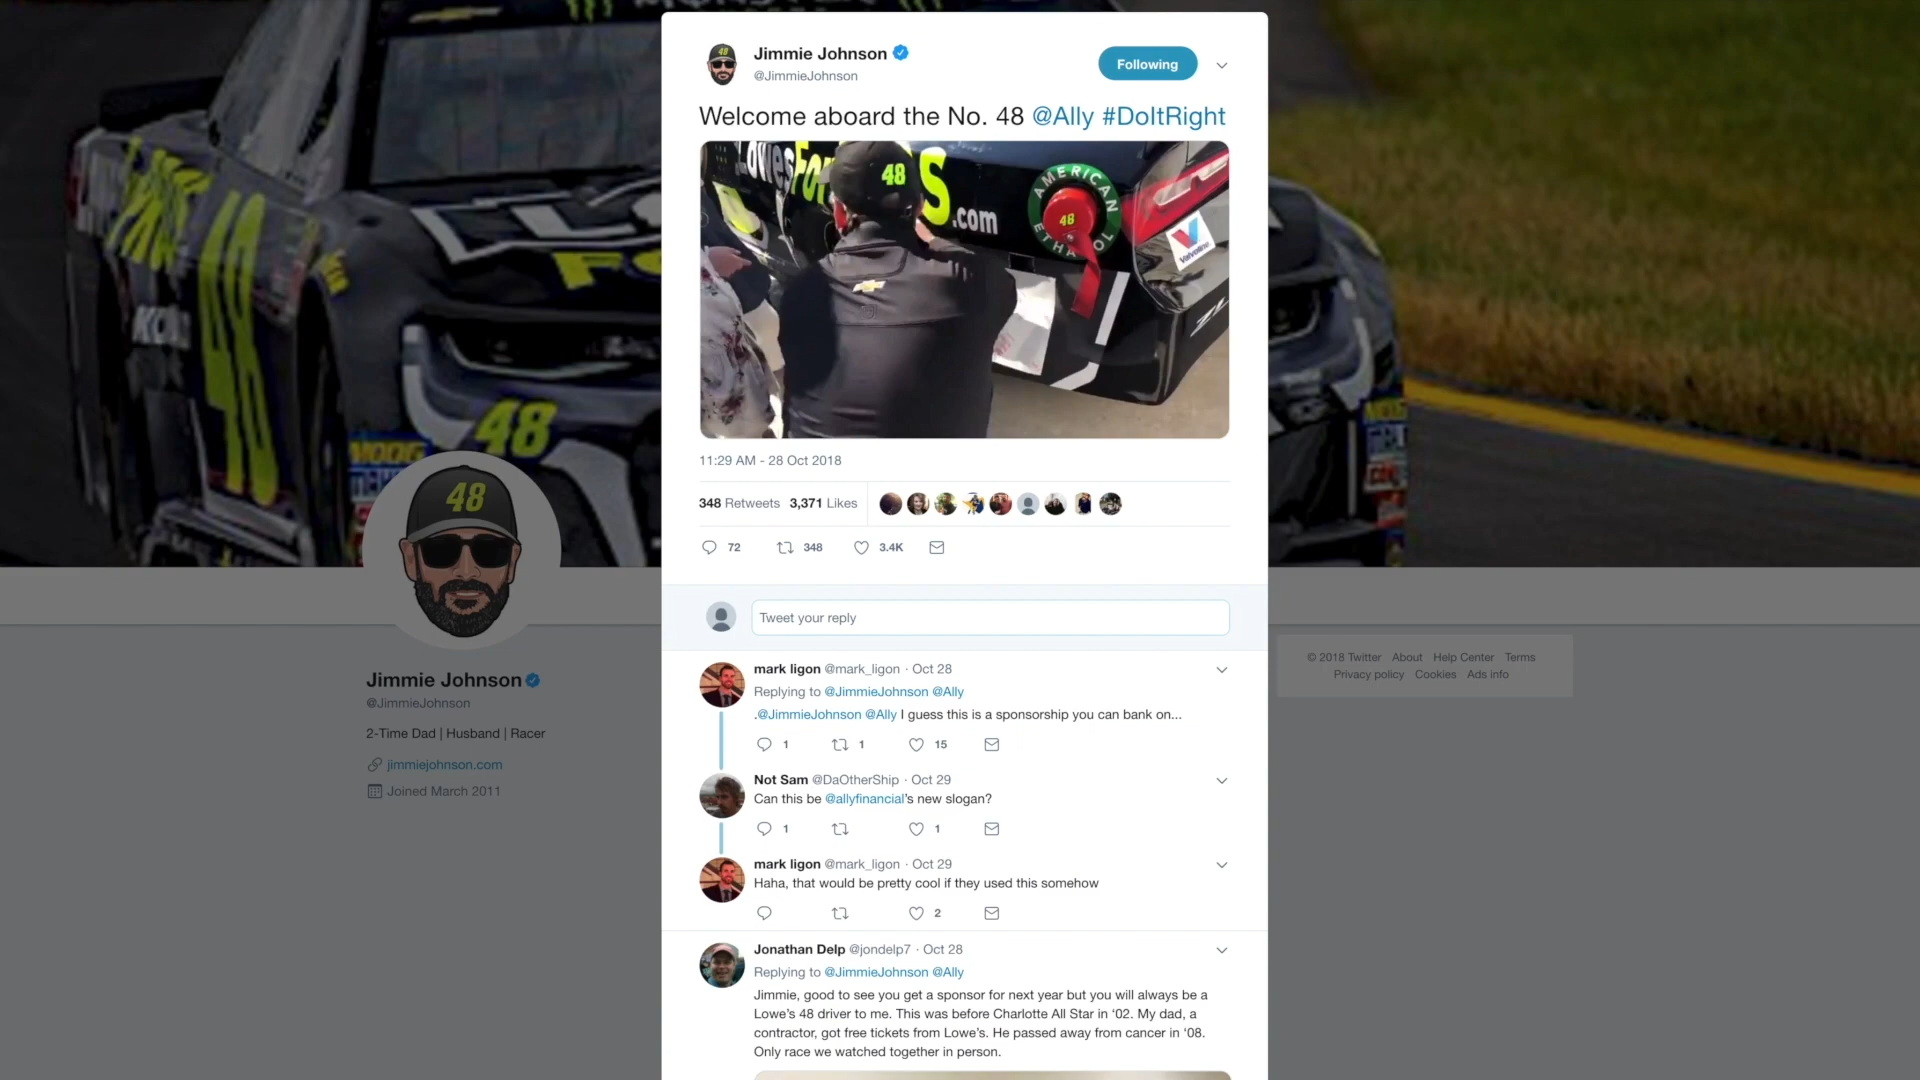 Jimmie Johnson
@JimmieJohnson
Following
Welcome aboard the No. 48 @Ally #DoItRight
48
S
.com
AMERICAN
ETHANOL
48
Valvoline
11:29 AM - 28 Oct 2018
348 Retweets 3,371 Likes
72 348 3.4K
Tweet your reply
mark ligon @mark_ligon · Oct 28
Replying to @JimmieJohnson @Ally
.@JimmieJohnson @Ally I guess this is a sponsorship you can bank on...
1 1 15
Not Sam @DaOtherShip · Oct 29
Can this be @allyfinancial's new slogan?
1 1
mark ligon @mark_ligon · Oct 29
Haha, that would be pretty cool if they used this somehow
2
Jonathan Delp @jondelp7 · Oct 28
Replying to @JimmieJohnson @Ally
Jimmie, good to see you get a sponsor for next year but you will always be a
Lowe's 48 driver to me. This was before Charlotte All Star in '02. My dad, a
contractor, got free tickets from Lowe's. He passed away from cancer in '08.
Only race we watched together in person.
48
MOOG
48
Jimmie Johnson
@JimmieJohnson
2-Time Dad | Husband | Racer
jimmiejohnson.com
Joined March 2011
© 2018 Twitter About Help Center Terms
Privacy policy Cookies Ads info